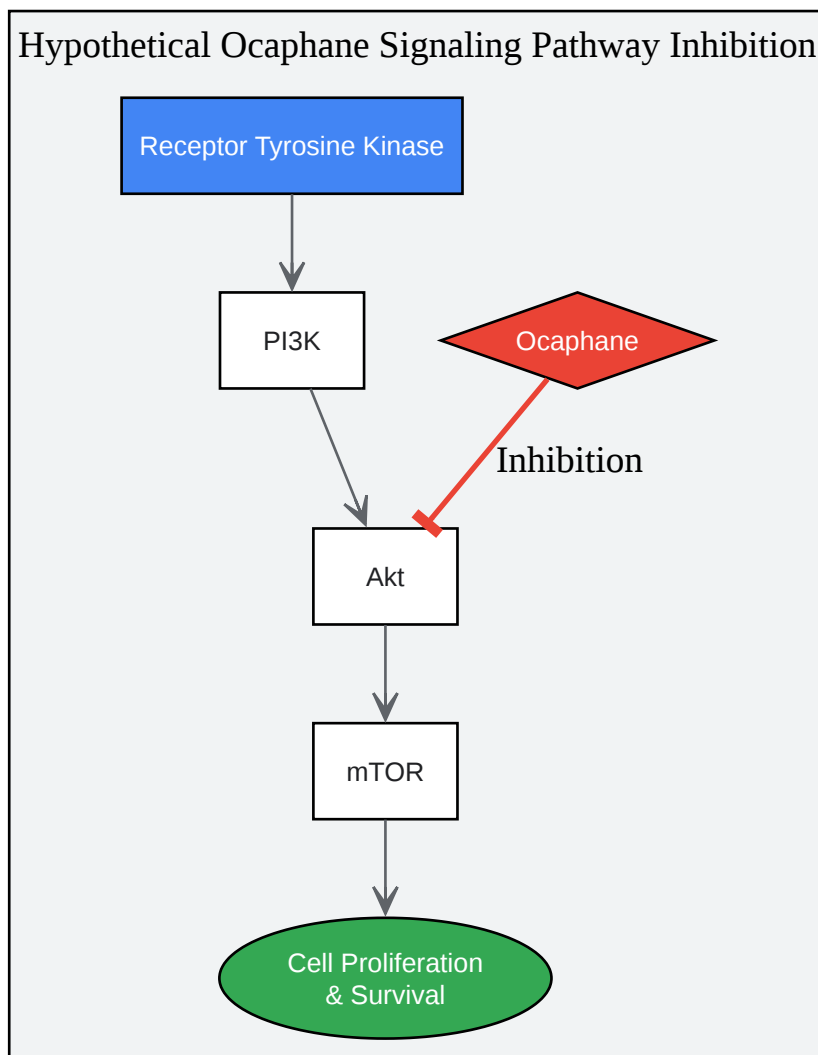 Hypothetical Ocaphane Signaling Pathway Inhibition
Receptor Tyrosine Kinase
PI3K
Ocaphane
Inhibition
Akt
mTOR
Cell Proliferation
& Survival